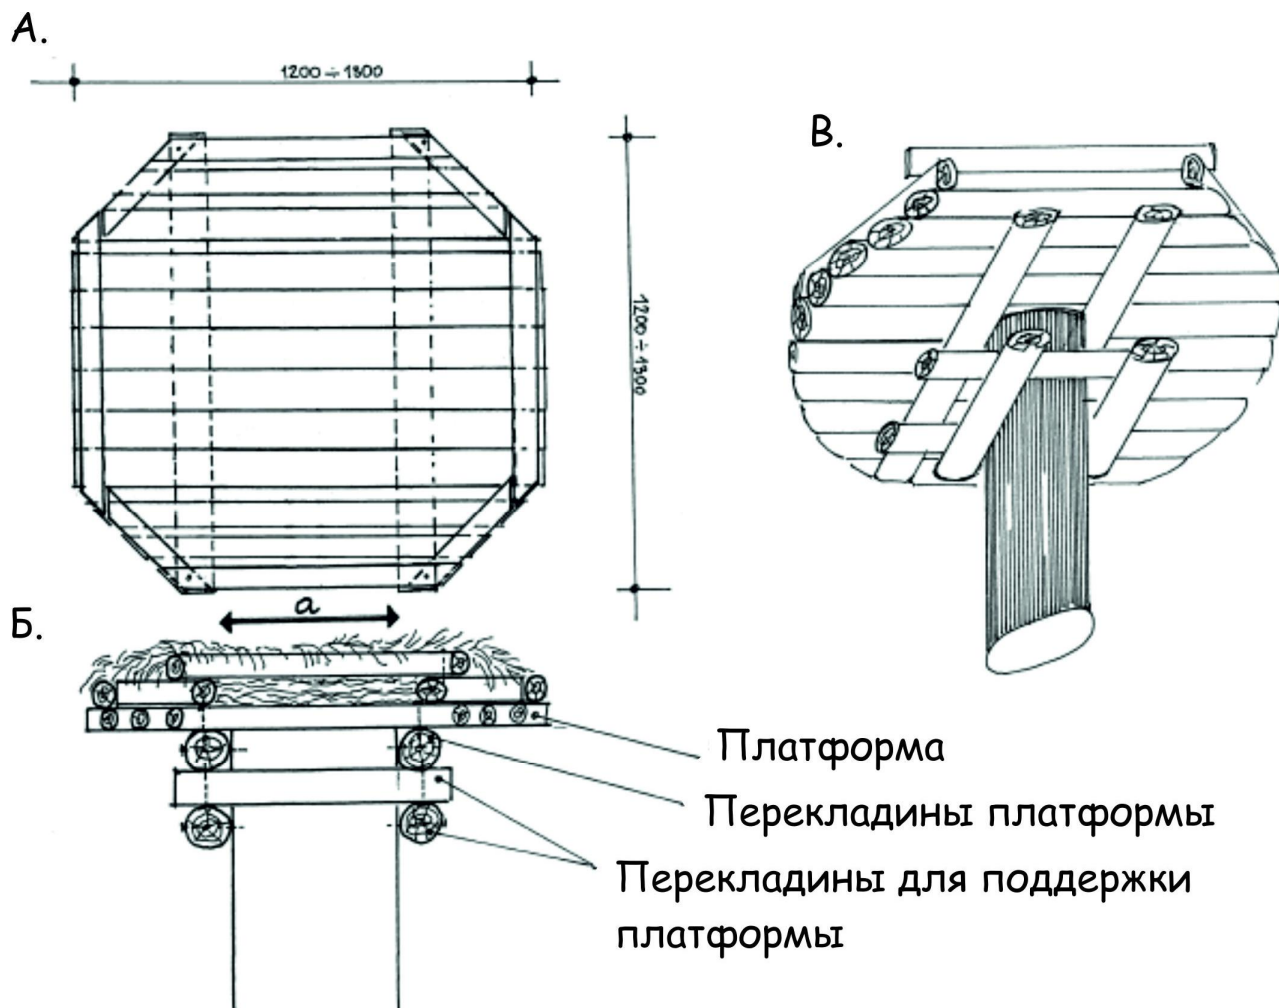 А.
1200÷1300
В.
1200÷1300
a
Б.
Платформа
Перекладины платформы
Перекладины для поддержки
платформы